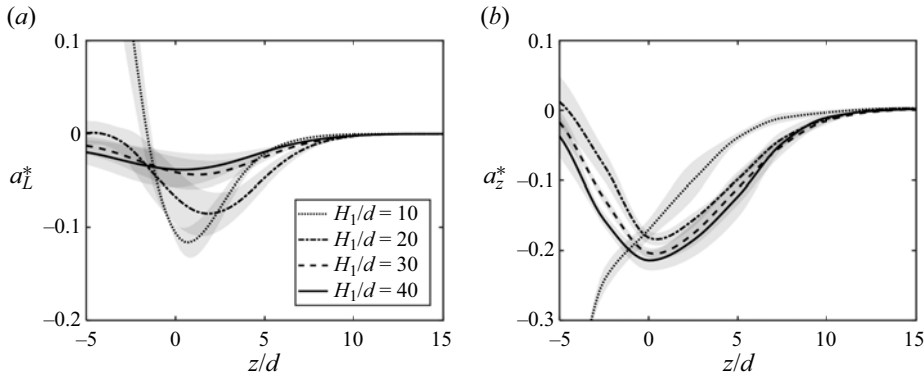 (a)
0.1
0
–0.1
–0.2
a*L
–5
0
5
10
15
z/d
H1/d = 10
H1/d = 20
H1/d = 30
H1/d = 40
(b)
0.1
0
–0.1
–0.2
–0.3
a*z
–5
0
5
10
15
z/d